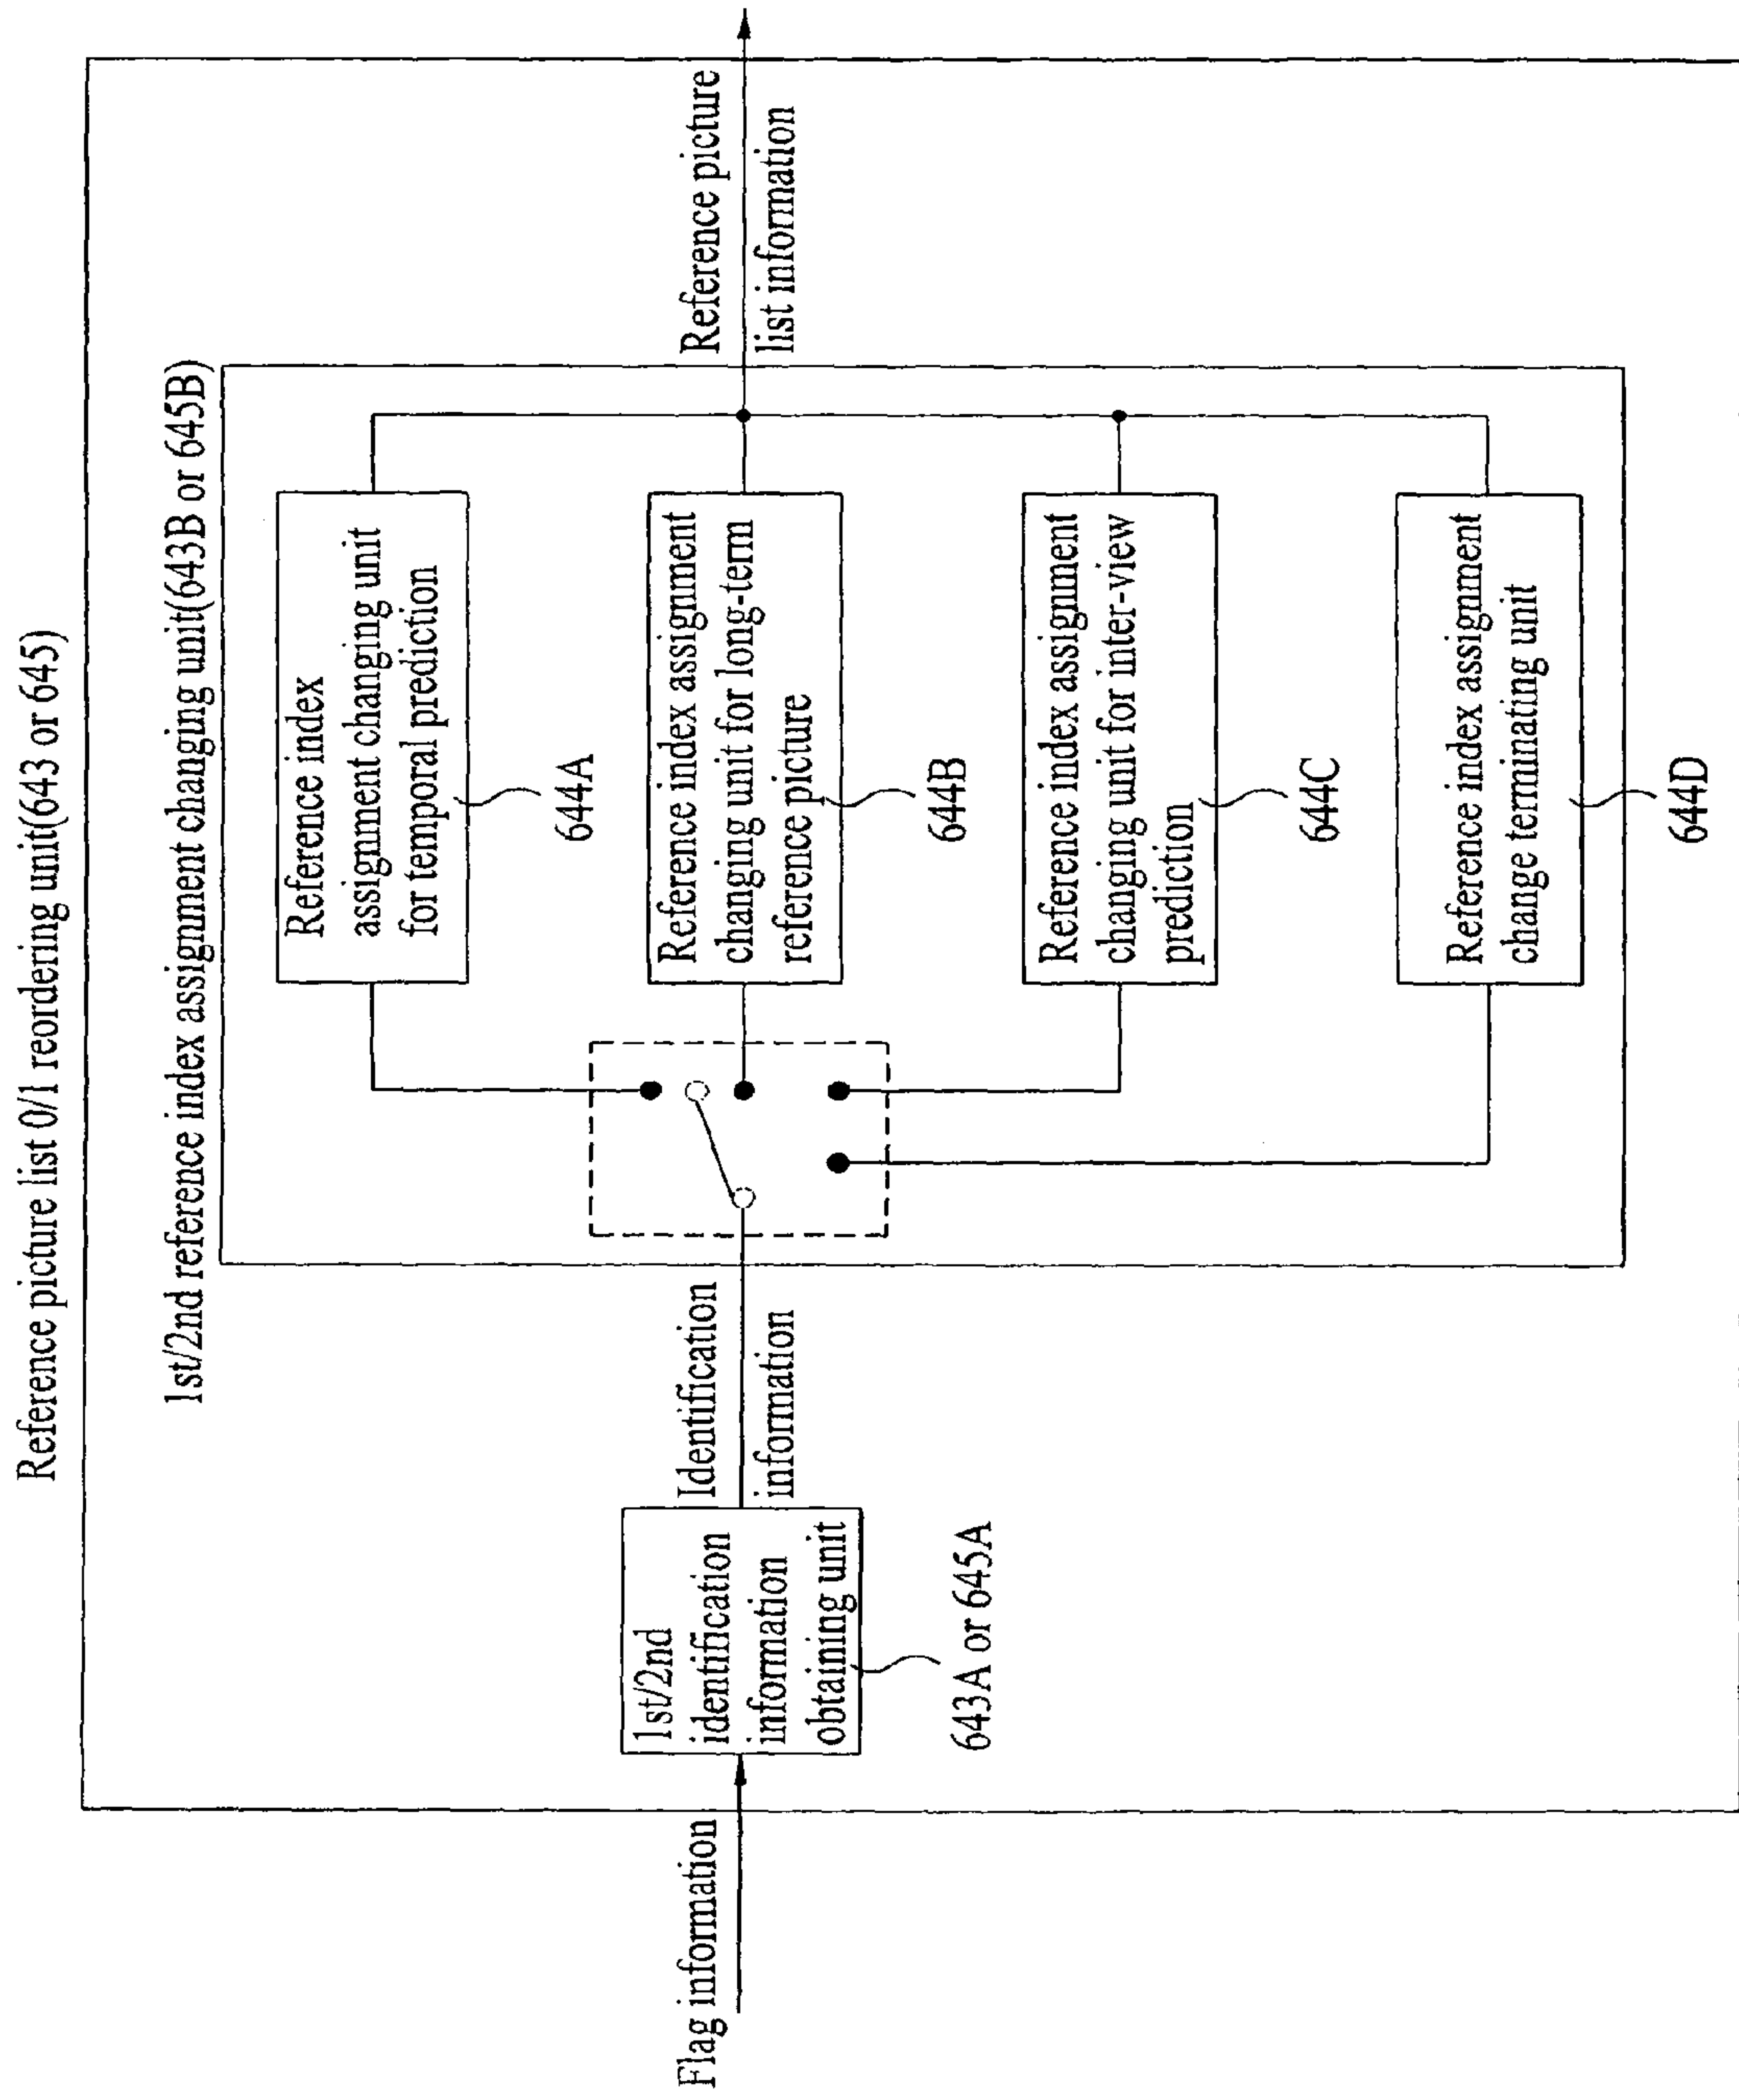 Reference picture list 0/1 reordering unit(643 or 645)
1st/2nd reference index assignment changing unit(643B or 645B)
Flag information
1st/2nd
identification
information
obtaining unit
643A or 645A
Identification
information
Reference index
assignment changing unit
for temporal prediction
644A
Reference index assignment
changing unit for long-term
reference picture
644B
Reference index assignment
changing unit for inter-view
prediction
644C
Reference index assignment
change terminating unit
644D
Reference picture
list information